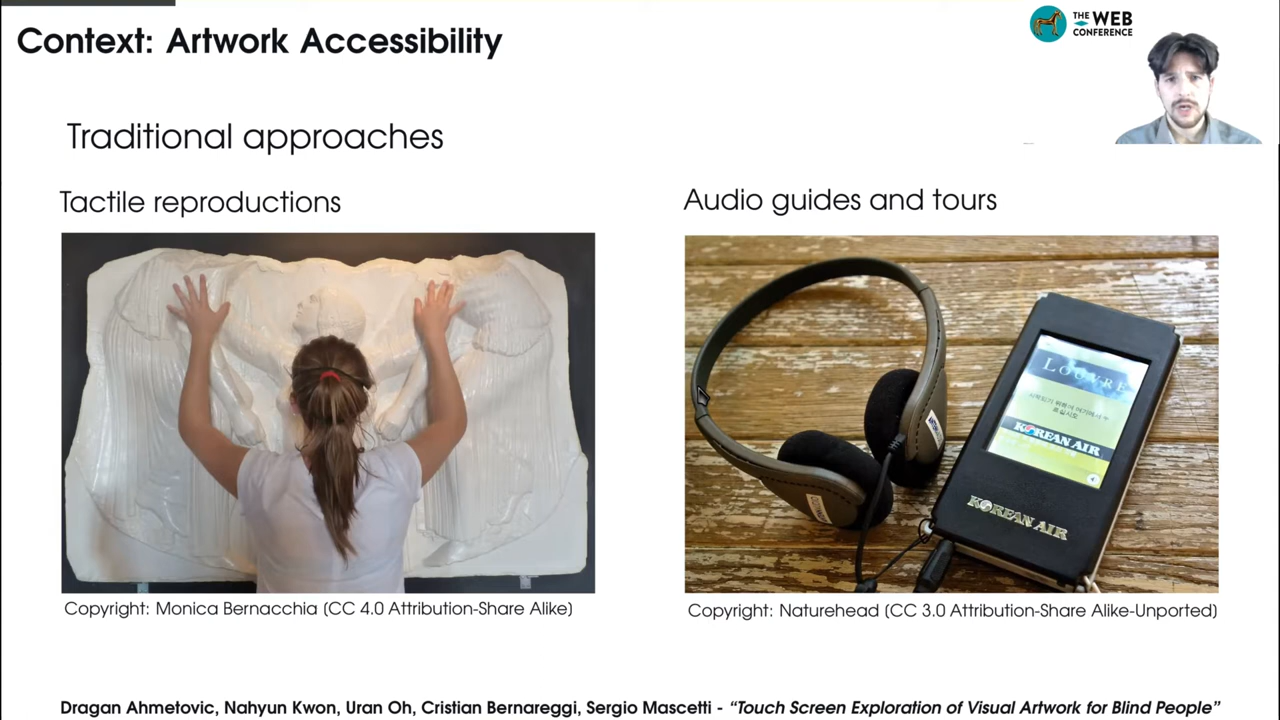 Context: Artwork Accessibility
THE WEB
CONFERENCE
Traditional approaches
Tactile reproductions
Audio guides and tours
LOUVRE
KOREAN AIR
KOREAN AIR
Copyright: Monica Bernacchia (CC 4.0 Attribution-Share Alike)
Copyright: Naturehead (CC 3.0 Attribution-Share Alike-Unported)
Dragan Ahmetovic, Nahyun Kwon, Uran Oh, Cristian Bernareggi, Sergio Mascetti - “Touch Screen Exploration of Visual Artwork for Blind People”